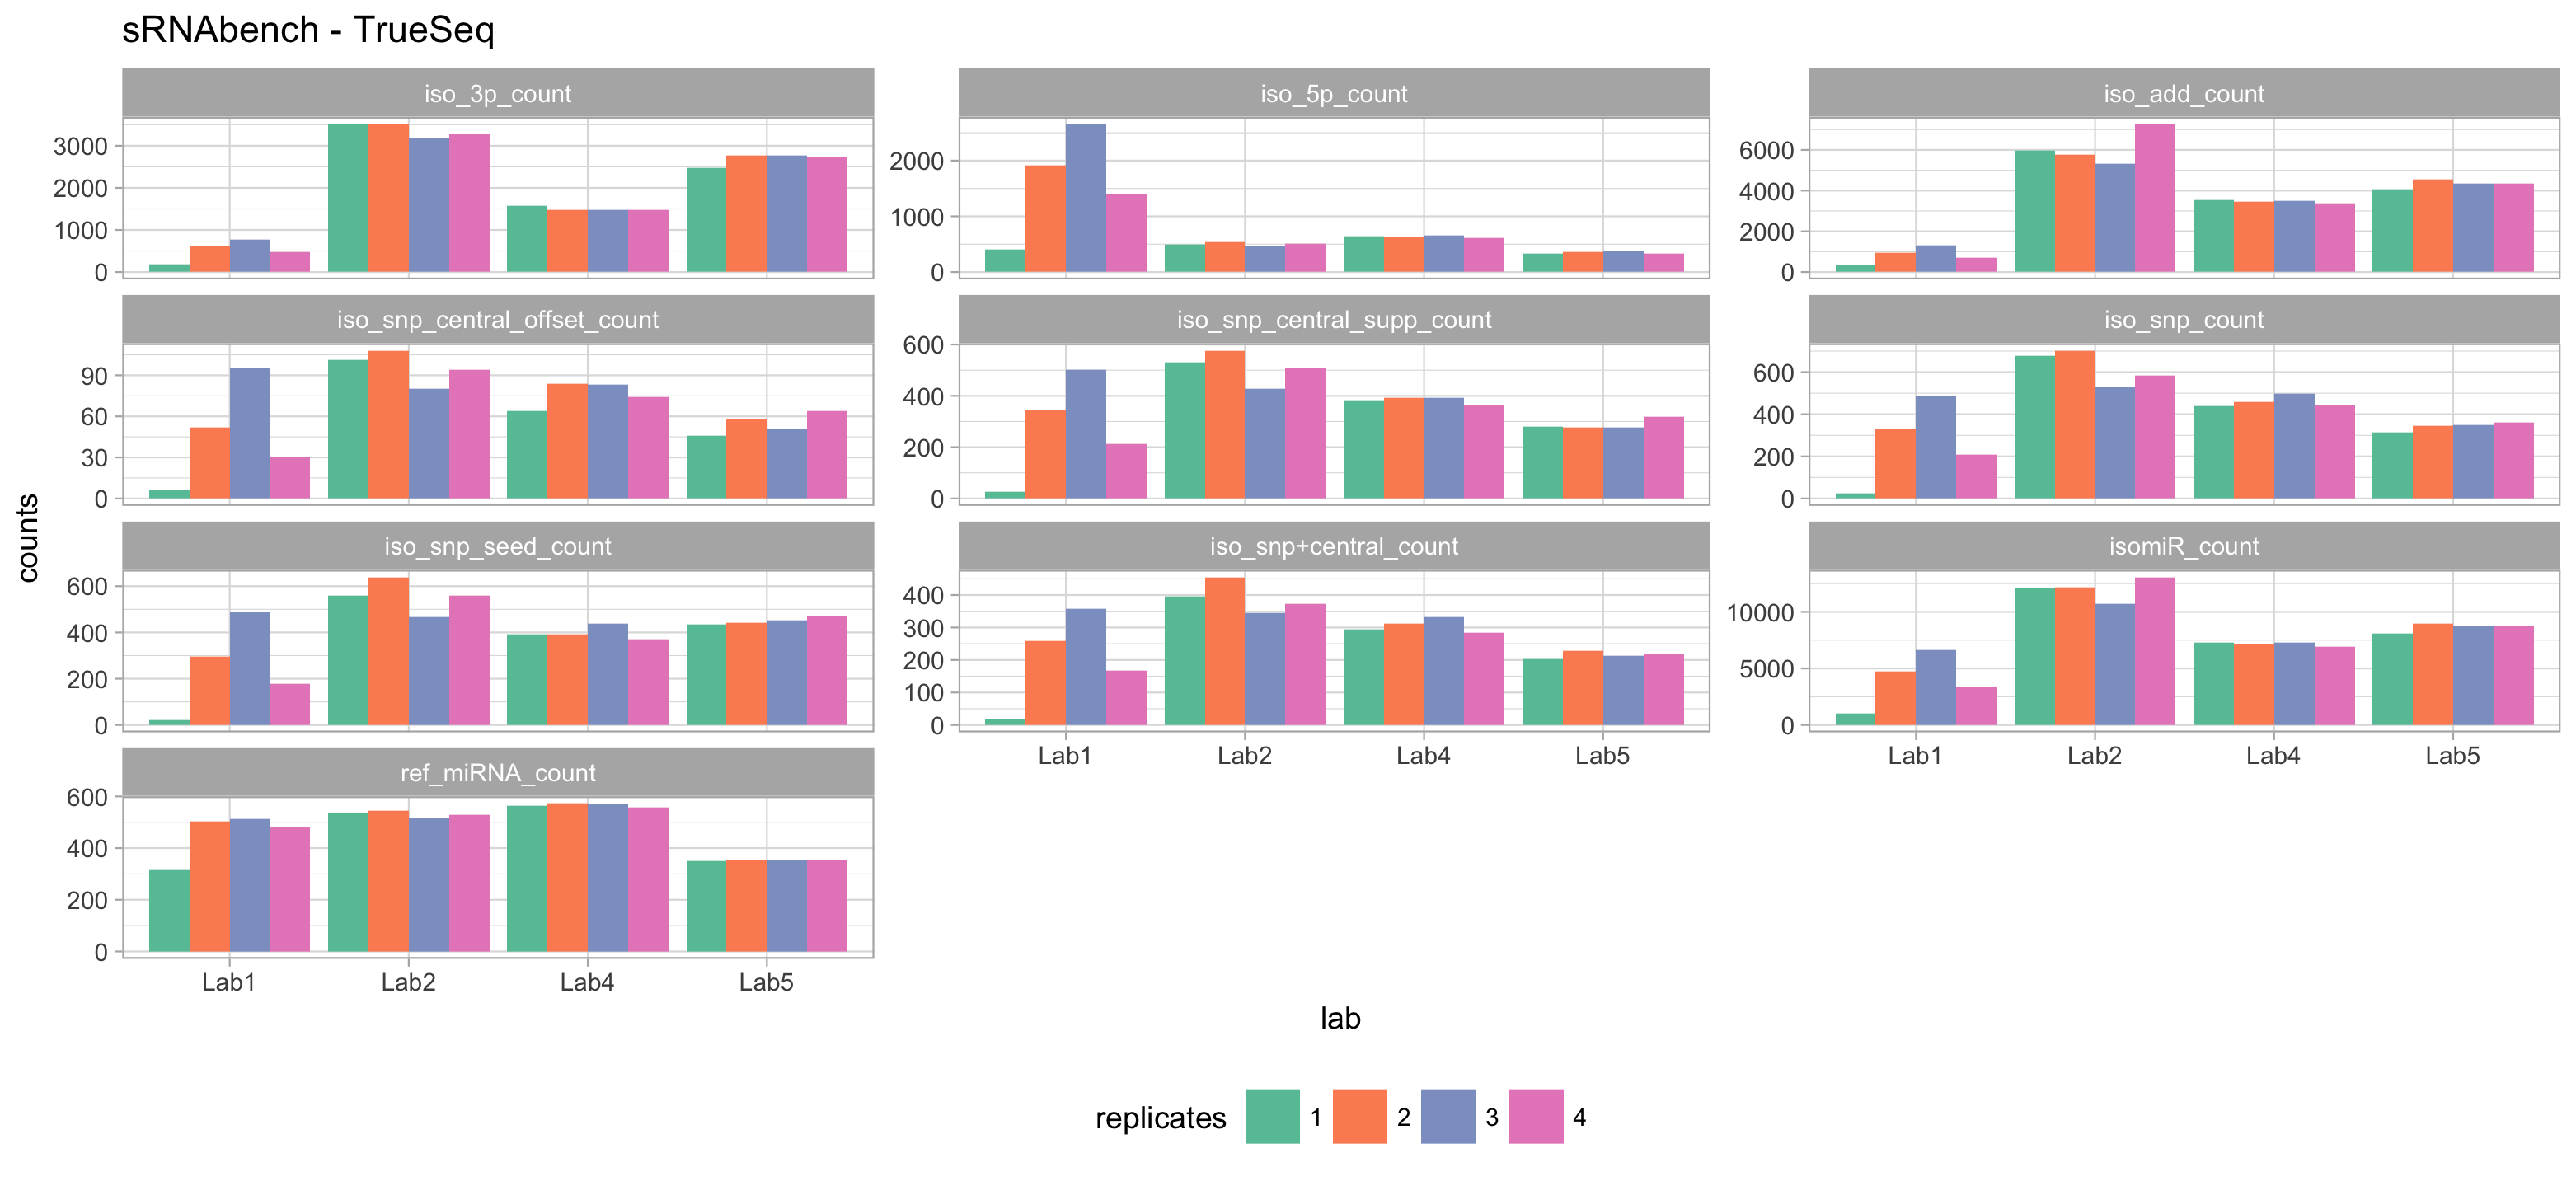 sRNAbench - TrueSeq
iso_3p_count
iso_5p_count
iso_add_count
3000
2000
1000
0
2000
1000
0
6000
4000
2000
0
iso_snp_central_offset_count
iso_snp_central_supp_count
iso_snp_count
90
60
30
0
600
400
200
0
600
400
200
0
counts
iso_snp_seed_count
iso_snp+central_count
isomiR_count
600
400
200
0
400
300
200
100
0
10000
5000
0
Lab1 Lab2 Lab4 Lab5
Lab1 Lab2 Lab4 Lab5
ref_miRNA_count
600
400
200
0
Lab1 Lab2 Lab4 Lab5
lab
replicates 1 2 3 4